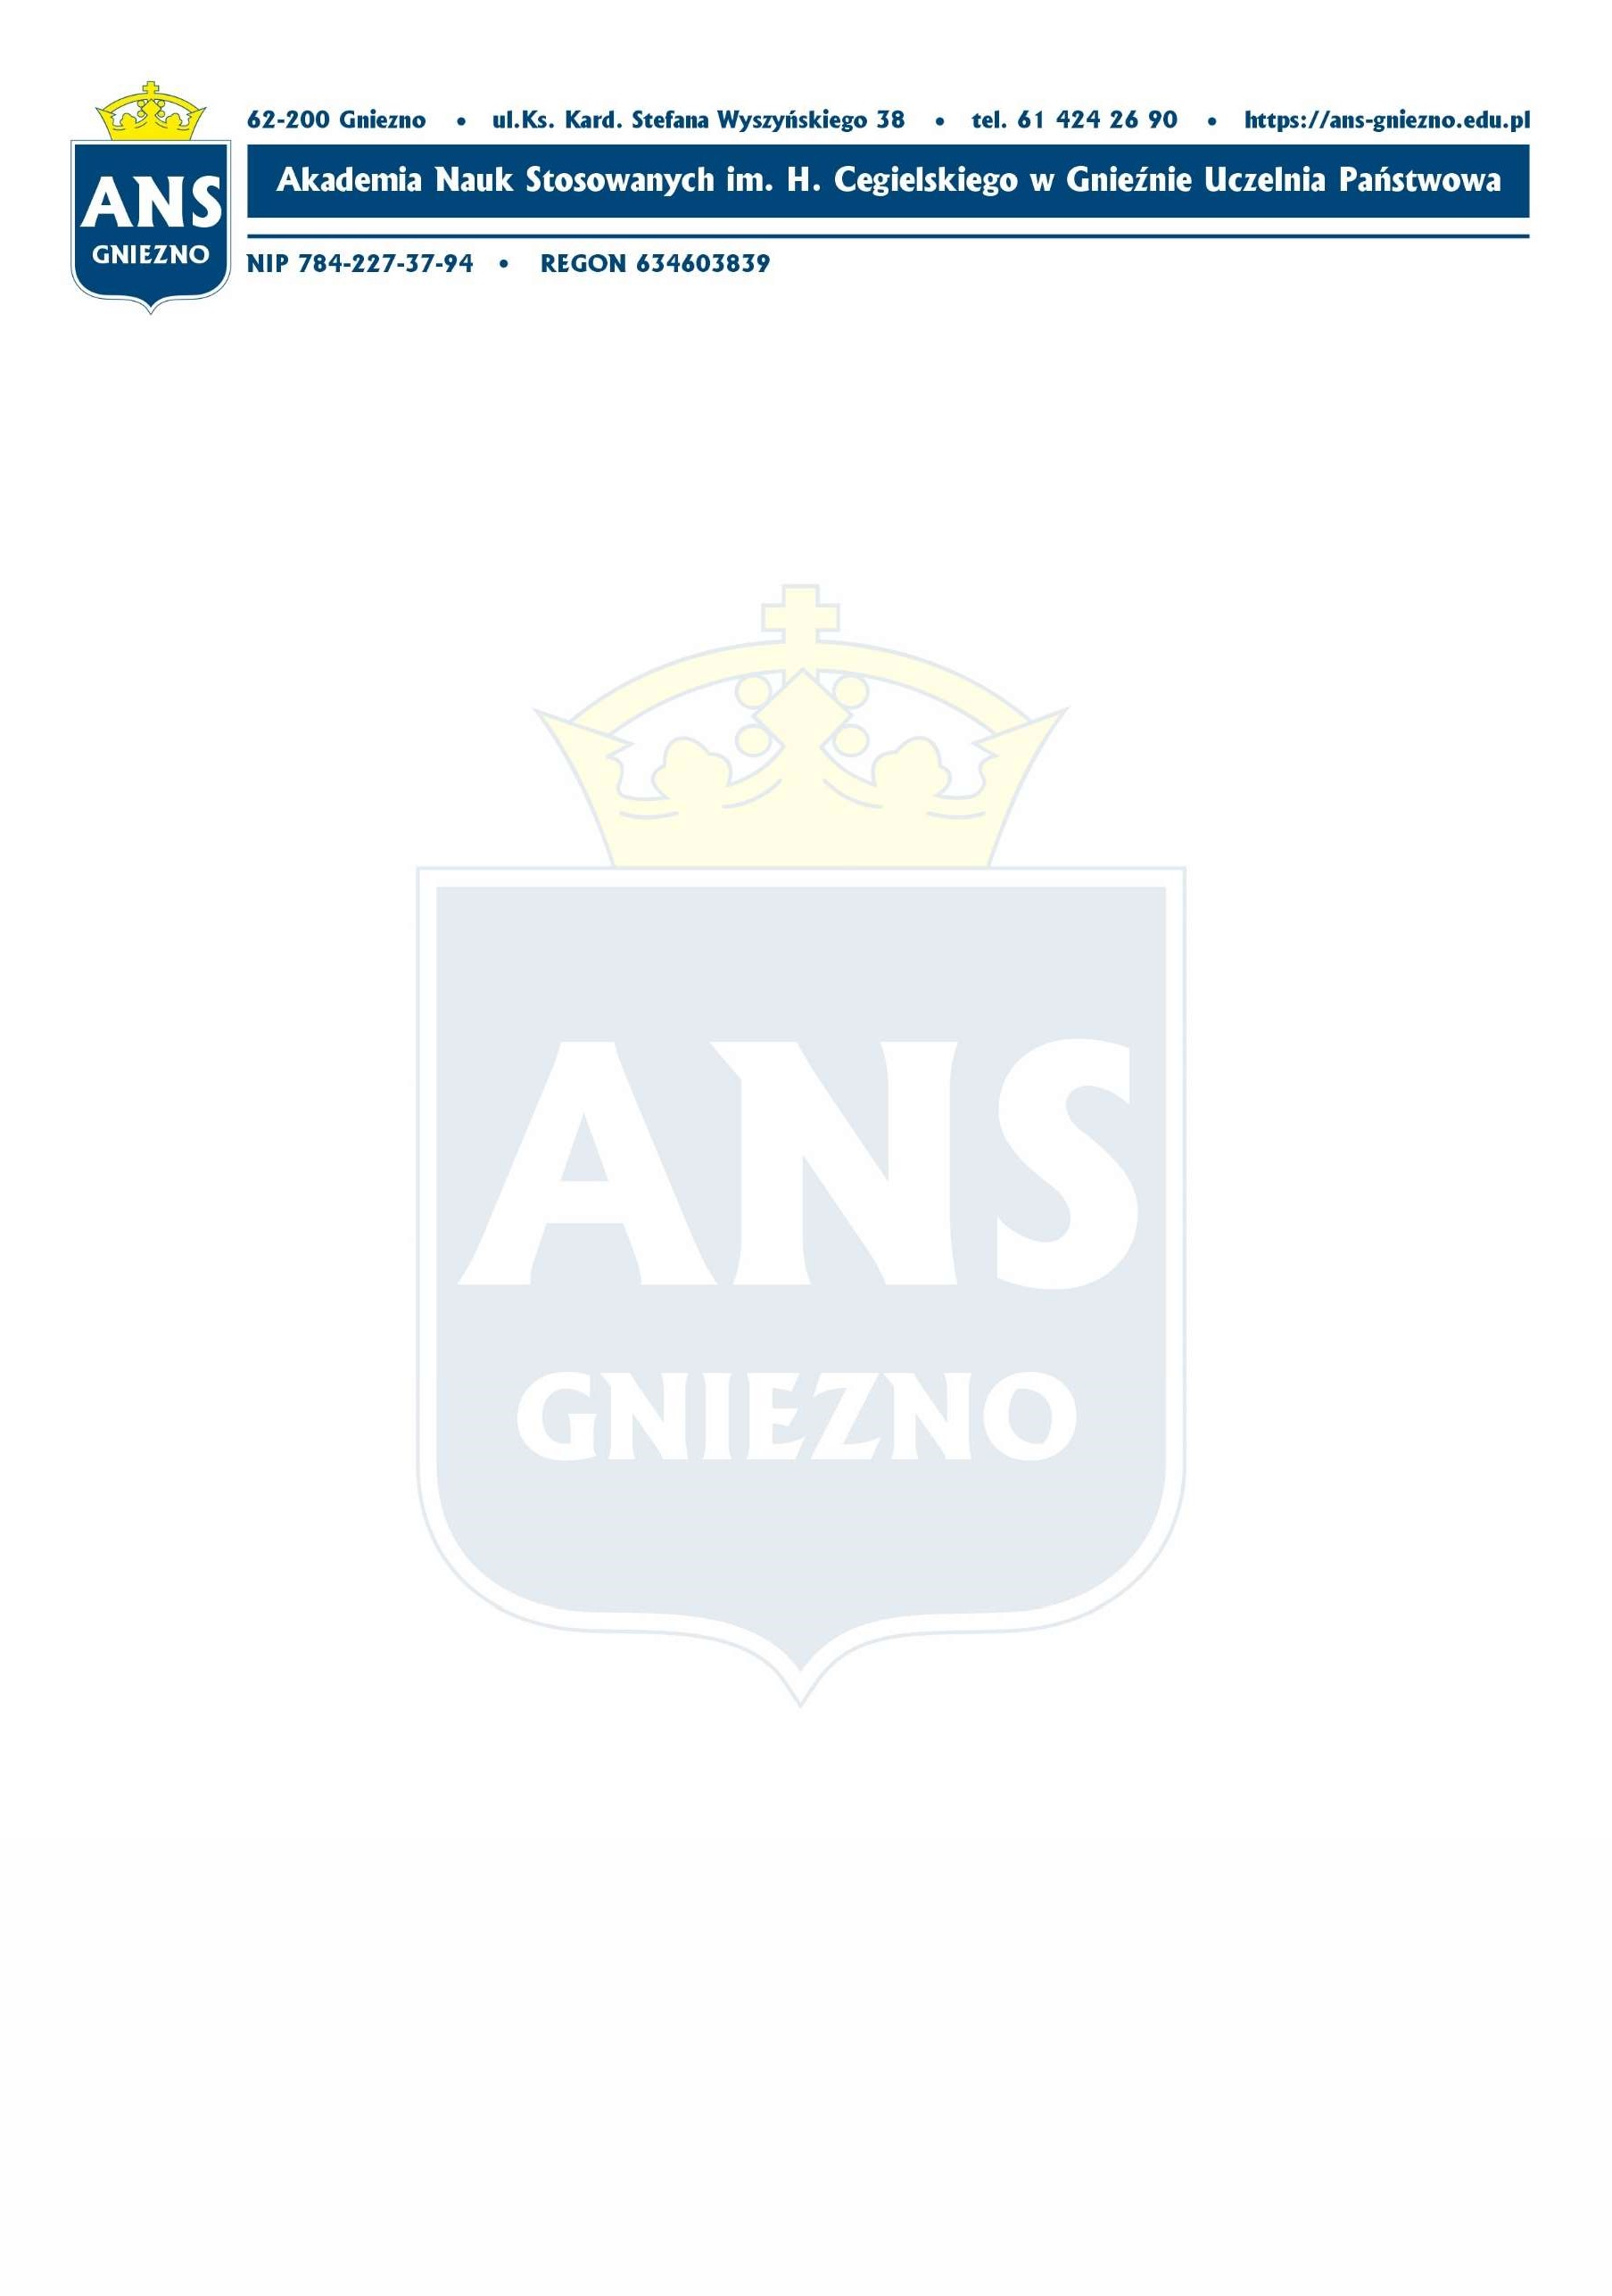 62-200 Gniezno • ul.Ks. Kard. Stefana Wyszyńskiego 38 • tel. 61 424 26 90 • https://ans-gniezno.edu.pl
Akademia Nauk Stosowanych im. H. Cegielskiego w Gnieźnie Uczelnia Państwowa
ANS
GNIEZNO
NIP 784-227-37-94 • REGON 634603839
ANS
GNIEZNO